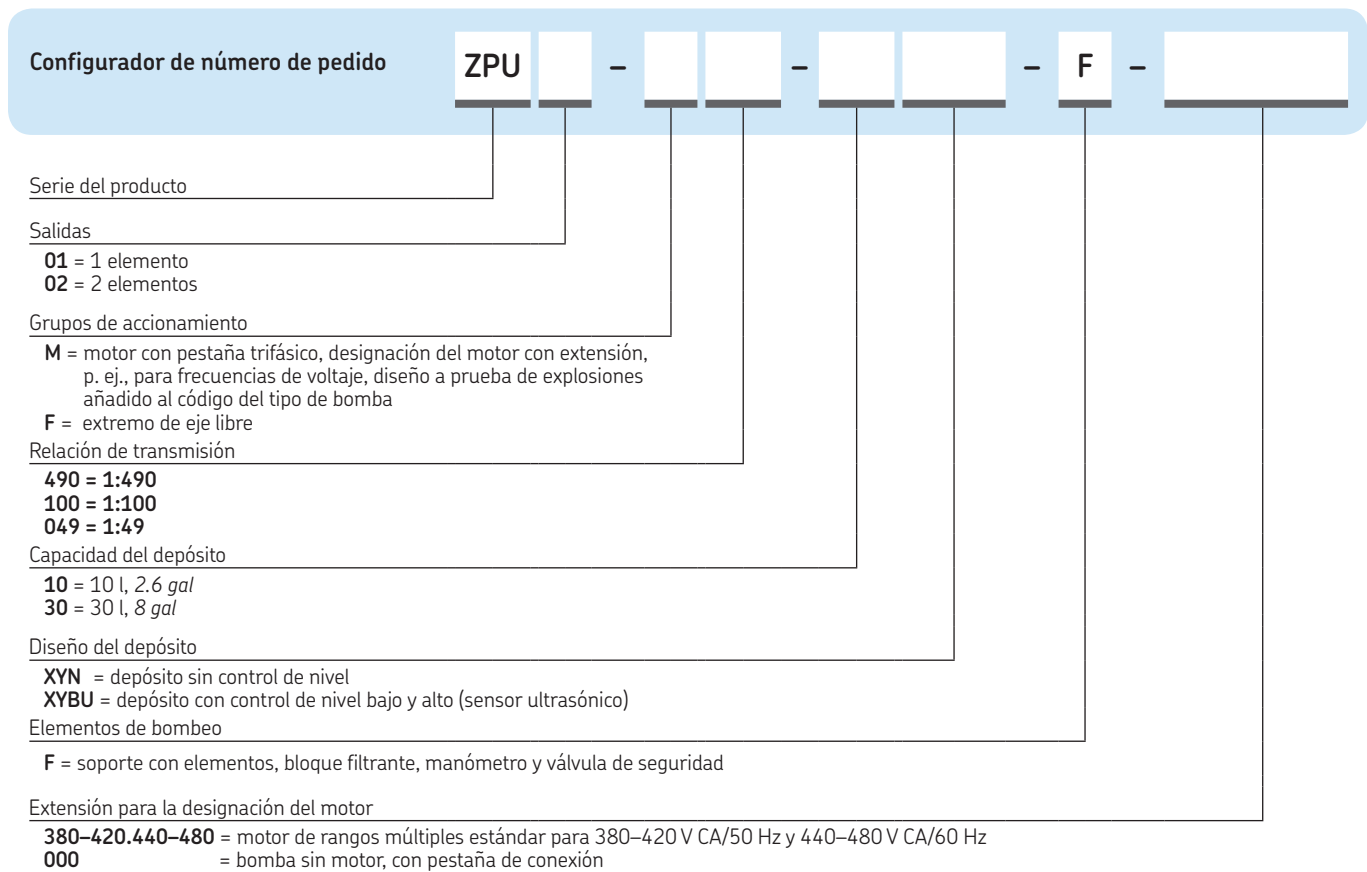 Configurador de número de pedido
ZPU – – – F –
Serie del producto
Salidas
01 = 1 elemento
02 = 2 elementos
Grupos de accionamiento
M = motor con pestaña trifásico, designación del motor con extensión,
p. ej., para frecuencias de voltaje, diseño a prueba de explosiones
añadido al código del tipo de bomba
F = extremo de eje libre
Relación de transmisión
490 = 1:490
100 = 1:100
049 = 1:49
Capacidad del depósito
10 = 10 l, 2.6 gal
30 = 30 l, 8 gal
Diseño del depósito
XYN = depósito sin control de nivel
XYBU = depósito con control de nivel bajo y alto (sensor ultrasónico)
Elementos de bombeo
F = soporte con elementos, bloque filtrante, manómetro y válvula de seguridad
Extensión para la designación del motor
380–420.440–480 = motor de rangos múltiples estándar para 380–420 V CA/50 Hz y 440–480 V CA/60 Hz
000 = bomba sin motor, con pestaña de conexión